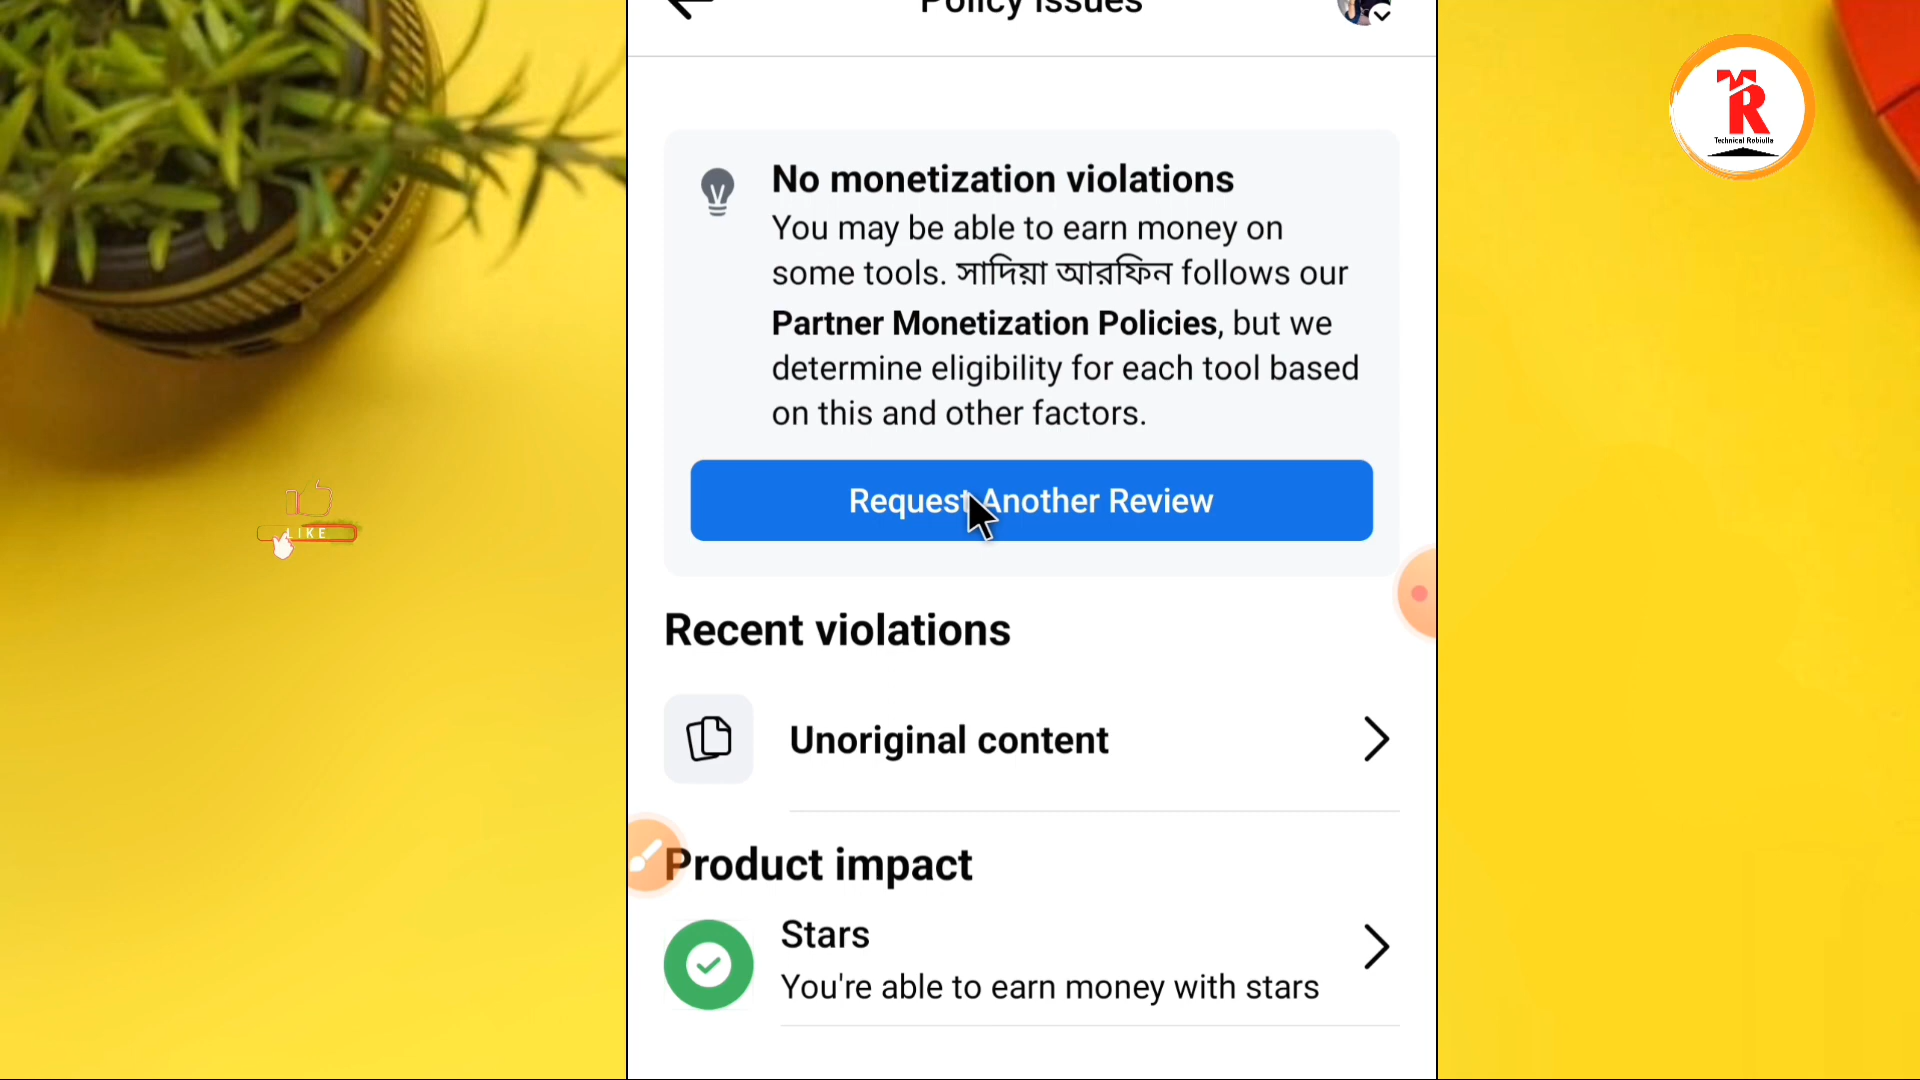 Policy issues
Technical Robiulla
No monetization violations
You may be able to earn money on
some tools. সাদিয়া আরফিন follows our
Partner Monetization Policies, but we
determine eligibility for each tool based
on this and other factors.
Request Another Review
LIKE
Recent violations
Unoriginal content
Product impact
Stars
You're able to earn money with stars